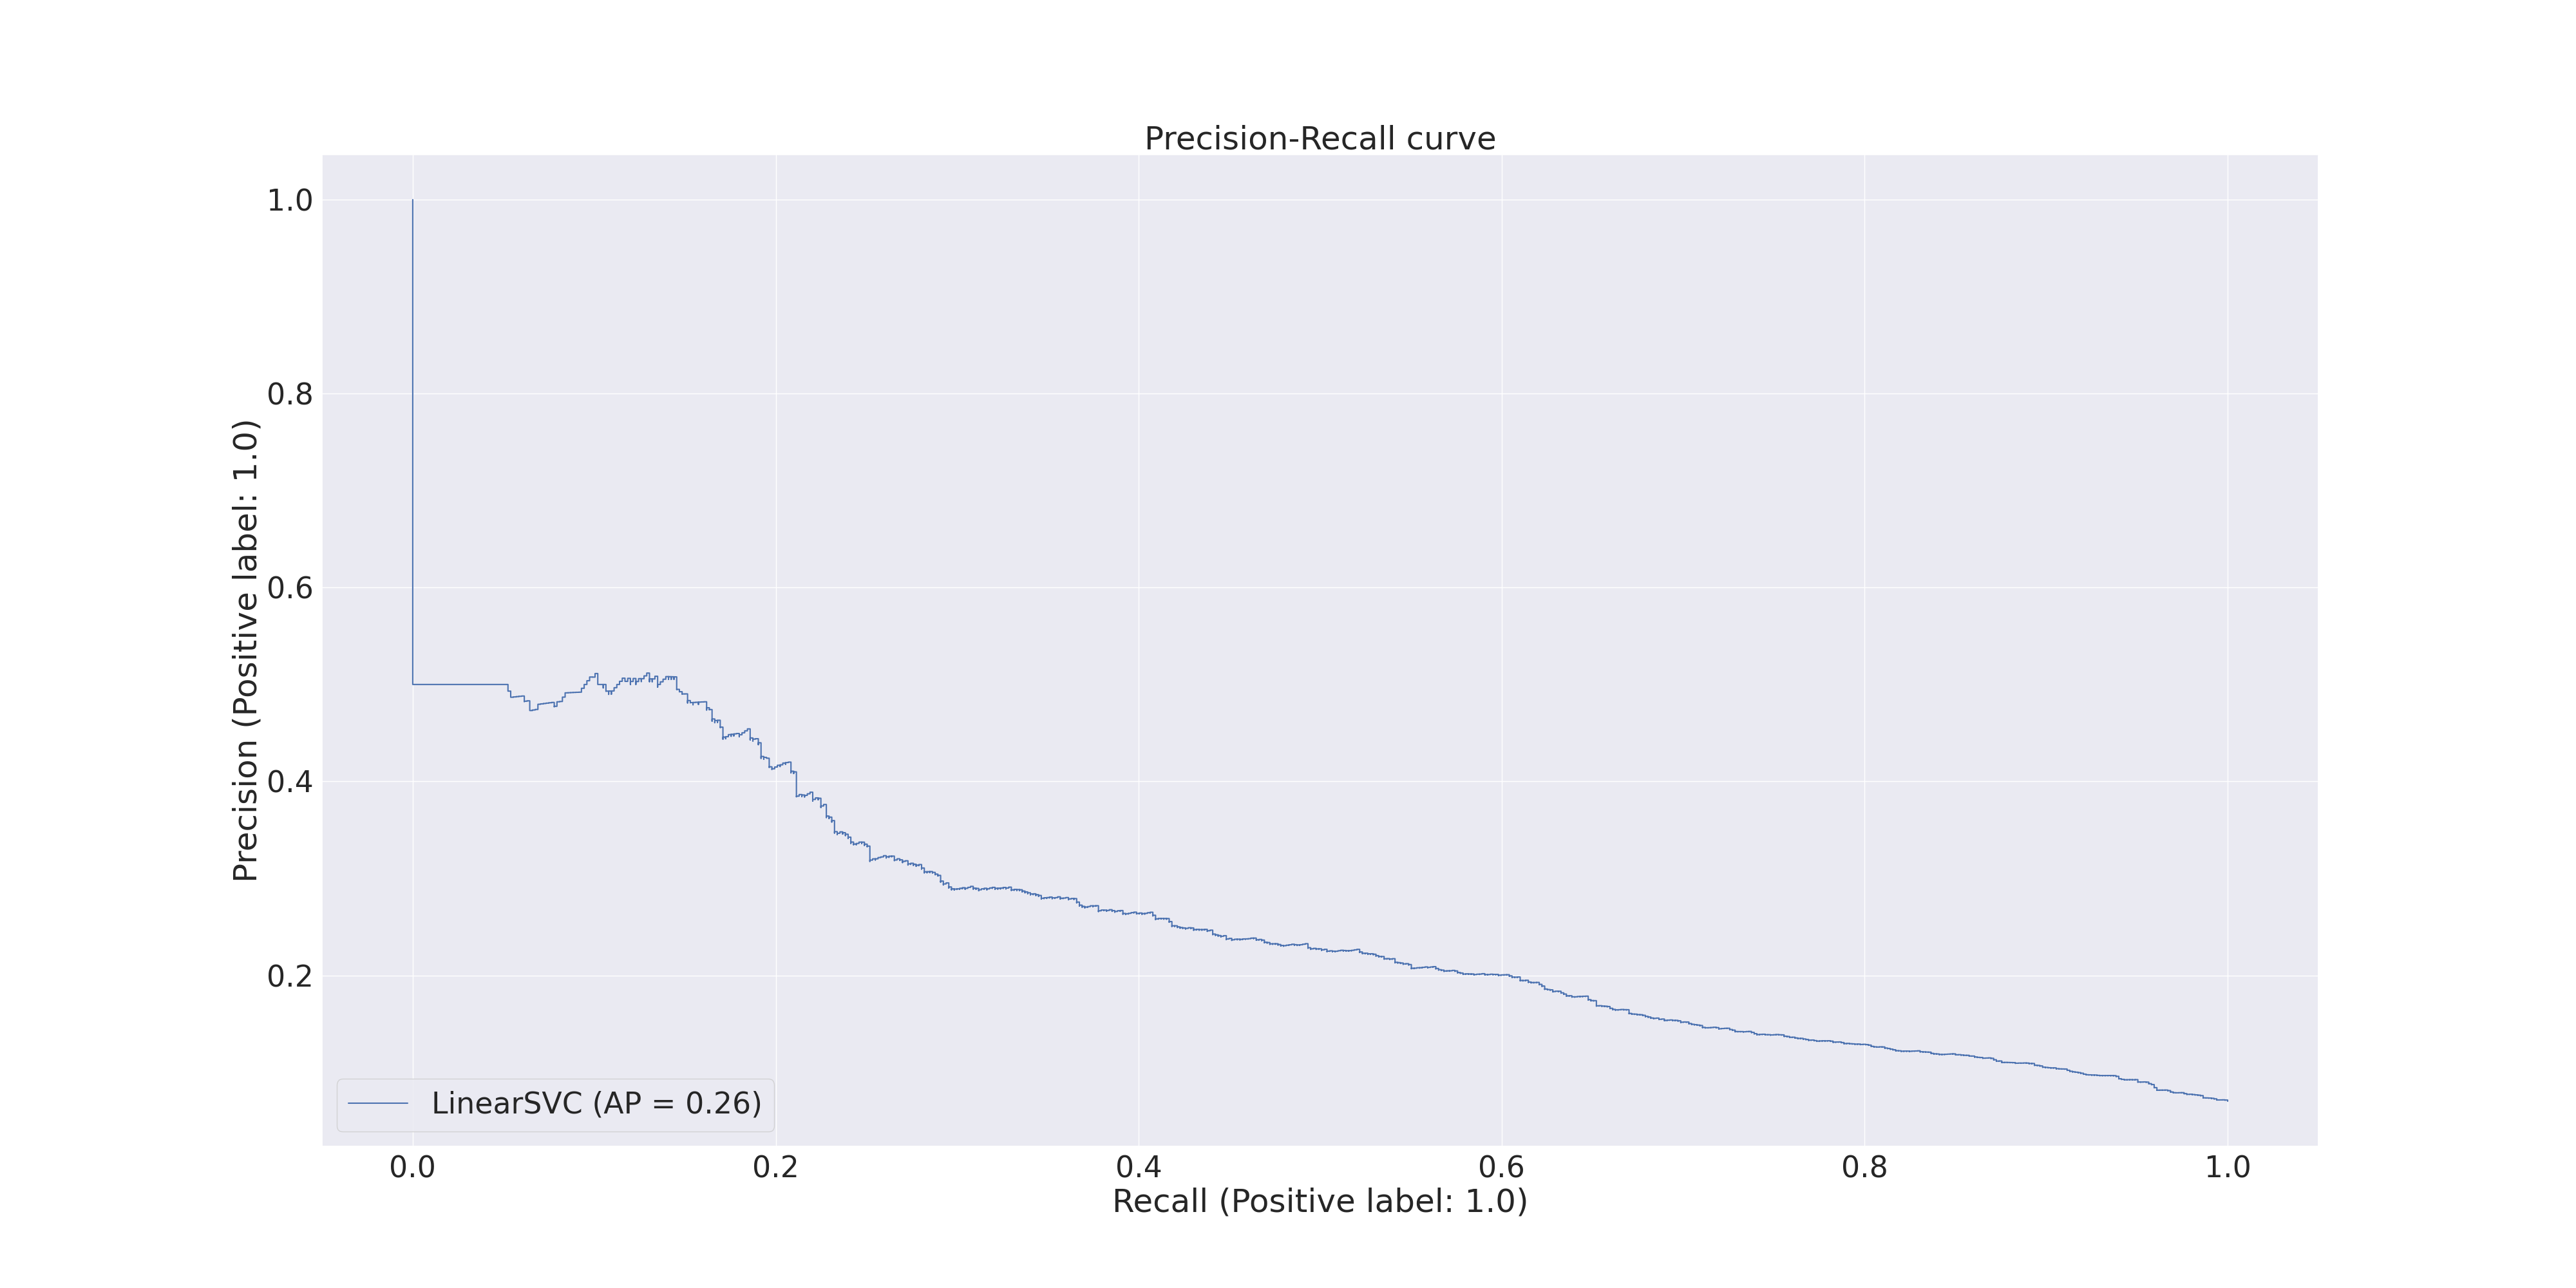 Precision-Recall curve
1.0
0.8
0.6
0.4
0.2
Precision (Positive label: 1.0)
LinearSVC (AP = 0.26)
0.0 0.2 0.4 0.6 0.8 1.0
Recall (Positive label: 1.0)